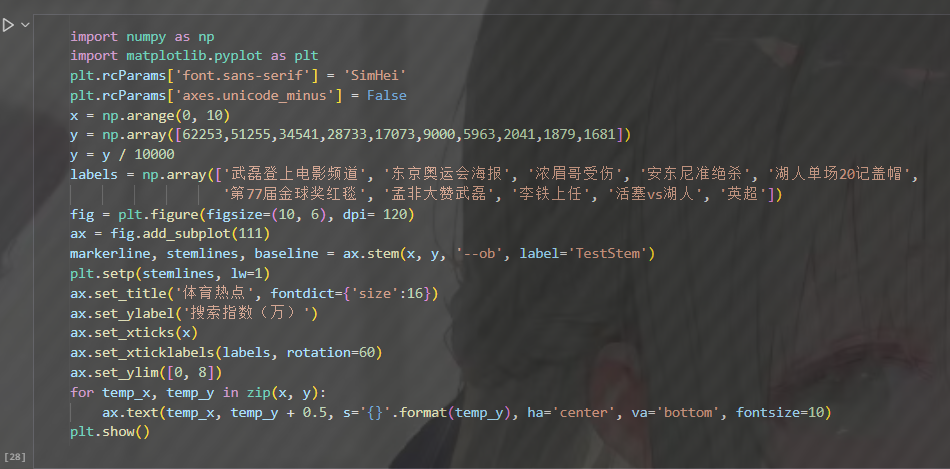 import numpy as np
import matplotlib.pyplot as plt
plt.rcParams['font.sans-serif'] = 'SimHei'
plt.rcParams['axes.unicode_minus'] = False
x = np.arange(0, 10)
y = np.array([62253,51255,34541,28733,17073,9000,5963,2041,1879,1681])
y = y / 10000
labels = np.array(['武磊登上电影频道', '东京奥运会海报', '浓眉哥受伤', '安东尼准绝杀', '湖人单场20记盖帽',
                   '第77届金球奖红毯', '孟非大赞武磊', '李铁上任', '活塞vs湖人', '英超'])
fig = plt.figure(figsize=(10, 6), dpi= 120)
ax = fig.add_subplot(111)
markerline, stemlines, baseline = ax.stem(x, y, '--ob', label='TestStem')
plt.setp(stemlines, lw=1)
ax.set_title('体育热点', fontdict={'size':16})
ax.set_ylabel('搜索指数（万）')
ax.set_xticks(x)
ax.set_xticklabels(labels, rotation=60)
ax.set_ylim([0, 8])
for temp_x, temp_y in zip(x, y):
    ax.text(temp_x, temp_y + 0.5, s='{}'.format(temp_y), ha='center', va='bottom', fontsize=10)
plt.show()
[28]